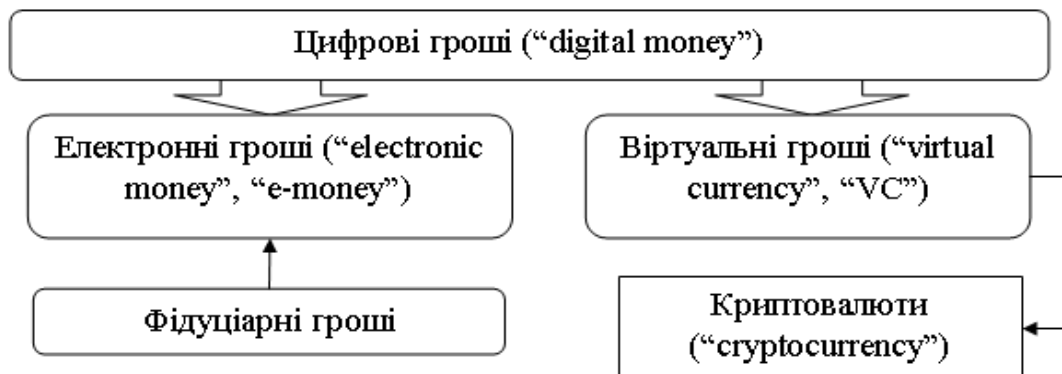 Цифрові гроші (“digital money”)
Електронні гроші (“electronic
money”, “e-money”)
Віртуальні гроші (“virtual
currency”, “VC”)
Фідуціарні гроші
Криптовалюти
(“cryptocurrency”)